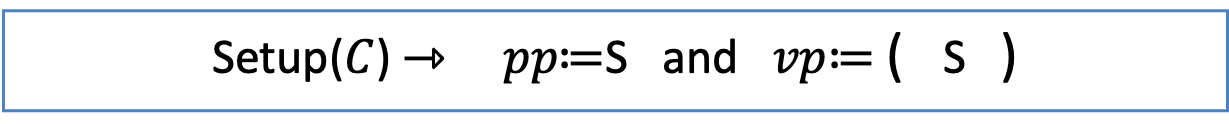 Setup(C) → pp:=S and vp:= ( S )